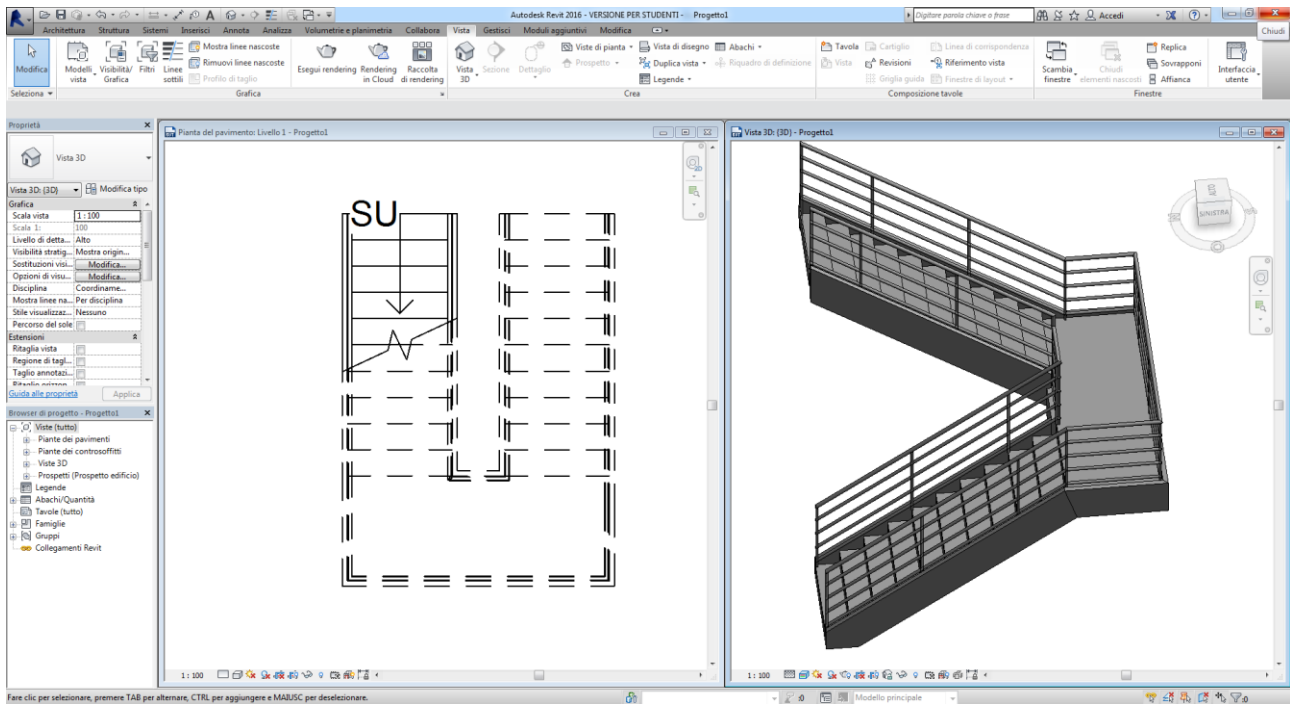 Autodesk Revit 2016 - VERSIONE PER STUDENTI - Progetto1
Digitare parola chiave o frase
Accedi
Chiudi
Architettura Struttura Sistemi Inserisci Annota Analizza Volumetrie e planimetria Collabora Vista Gestisci Moduli aggiuntivi Modifica
Modifica
Modelli vista
Visibilità/ Grafica
Filtri
Linee sottili
Mostra linee nascoste
Rimuovi linee nascoste
Profilo di taglio
Esegui rendering
Rendering in Cloud
Raccolta di rendering
Vista 3D
Sezione
Dettaglio
Viste di pianta
Prospetto
Vista di disegno
Duplica vista
Legende
Abachi
Riquadro di definizione
Tavola
Vista
Cartiglio
Revisioni
Griglia guida
Linea di corrispondenza
Riferimento vista
Finestre di layout
Scambia finestre
Chiudi elementi nascosti
Replica
Sovrapponi
Affianca
Interfaccia utente
Seleziona
Grafica
Crea
Composizione tavole
Finestre
Proprietà
Vista 3D
Vista 3D: {3D}
Modifica tipo
Grafica
Scala vista 1 : 100
Scala 1: 100
Livello di detta... Alto
Visibilità stratig... Mostra origin...
Sostituzioni visi... Modifica...
Opzioni di visu... Modifica...
Disciplina Coordiname...
Mostra linee na... Per disciplina
Stile visualizzaz... Nessuno
Percorso del sole
Estensioni
Ritaglia vista
Regione di tagl...
Taglio annotazi...
Guida alle proprietà Applica
Browser di progetto - Progetto1
Viste (tutto)
Piante dei pavimenti
Piante dei controsoffitti
Viste 3D
Prospetti (Prospetto edificio)
Legende
Abachi/Quantità
Tavole (tutto)
Famiglie
Gruppi
Collegamenti Revit
Pianta del pavimento: Livello 1 - Progetto1
SU
1 : 100
Vista 3D: {3D} - Progetto1
ALTO
SINISTRA
1 : 100
Fare clic per selezionare, premere TAB per alternare, CTRL per aggiungere e MAIUSC per deselezionare.
:0
Modello principale
:0